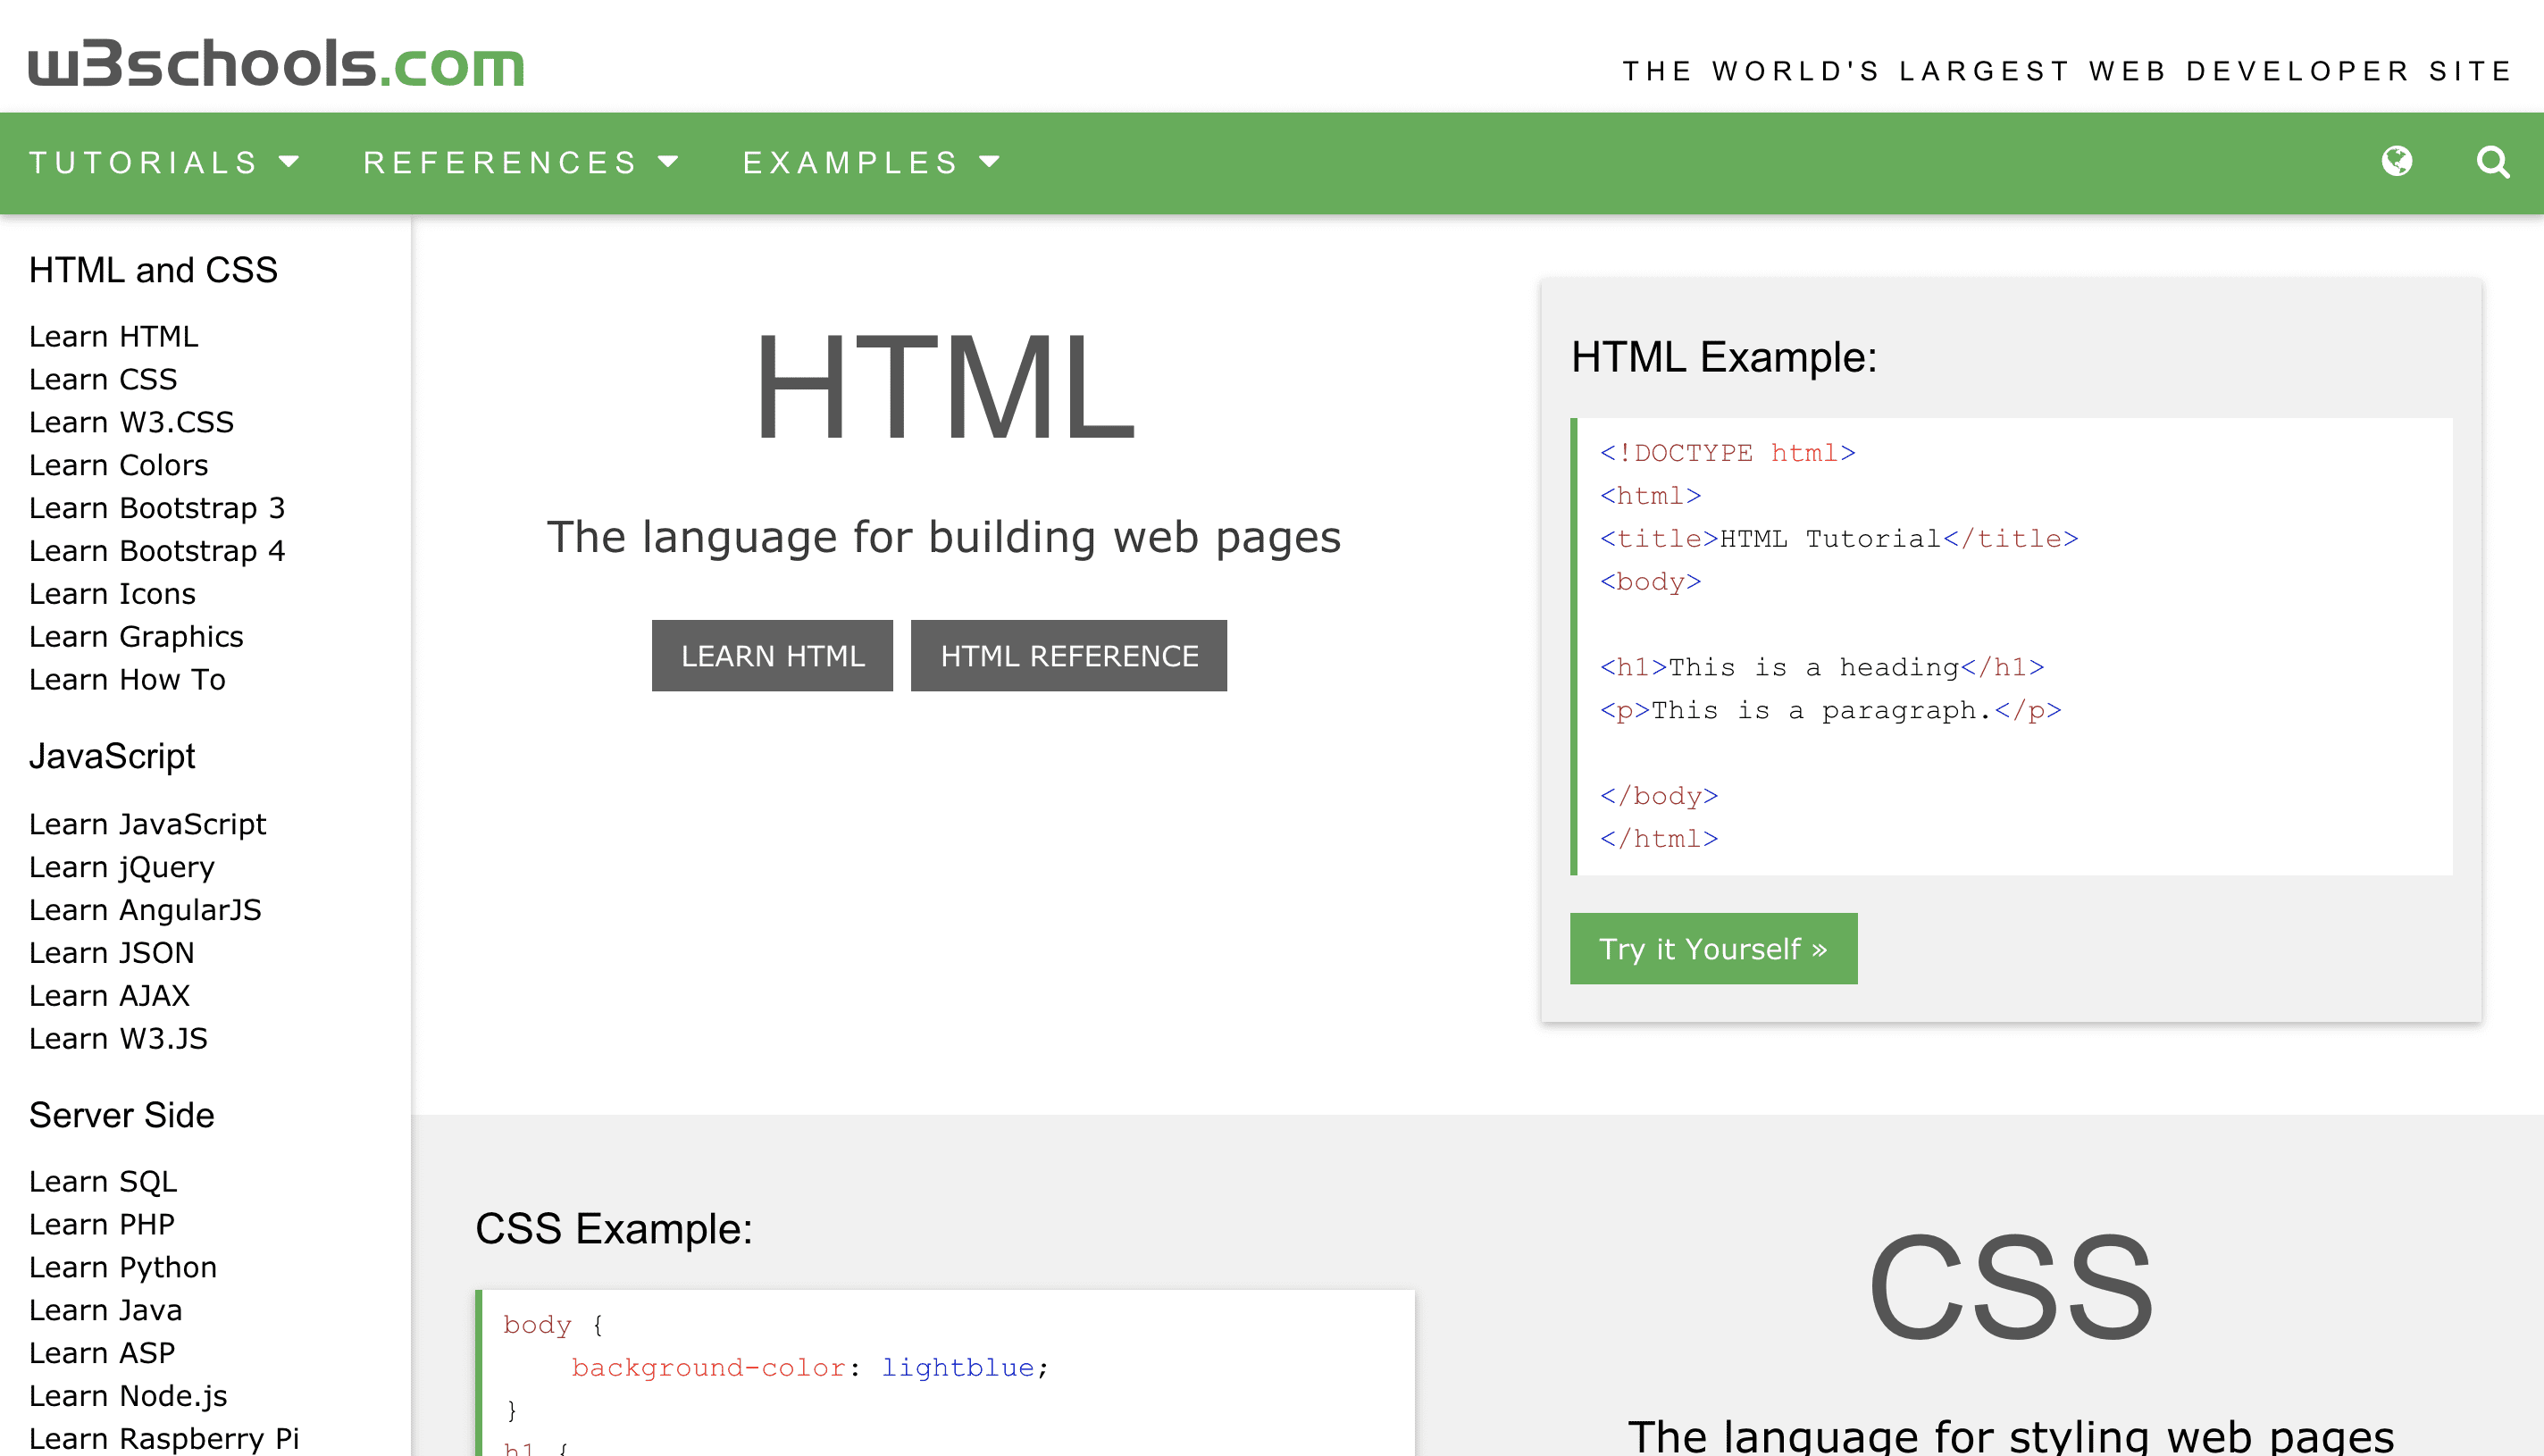 w3schools.com
THE WORLD'S LARGEST WEB DEVELOPER SITE
TUTORIALS
REFERENCES
EXAMPLES
HTML and CSS
Learn HTML
Learn CSS
Learn W3.CSS
Learn Colors
Learn Bootstrap 3
Learn Bootstrap 4
Learn Icons
Learn Graphics
Learn How To
JavaScript
Learn JavaScript
Learn jQuery
Learn AngularJS
Learn JSON
Learn AJAX
Learn W3.JS
Server Side
Learn SQL
Learn PHP
Learn Python
Learn Java
Learn ASP
Learn Node.js
Learn Raspberry Pi
HTML
The language for building web pages
LEARN HTML
HTML REFERENCE
HTML Example:
<!DOCTYPE html>
<html>
<title>HTML Tutorial</title>
<body>
<h1>This is a heading</h1>
<p>This is a paragraph.</p>
</body>
</html>
Try it Yourself »
CSS Example:
body {
    background-color: lightblue;
}
h1 {
CSS
The language for styling web pages